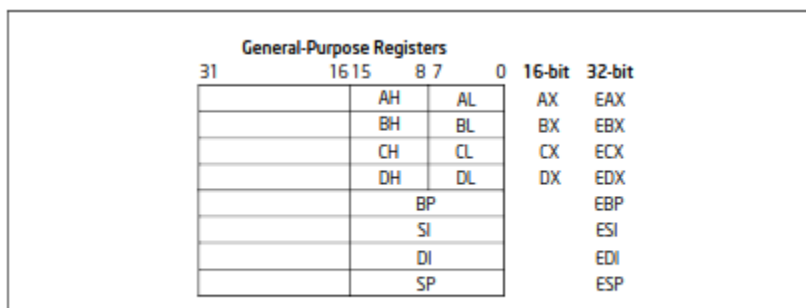 General-Purpose Registers
31 16 15 8 7 0 16-bit 32-bit
AH AL AX EAX
BH BL BX EBX
CH CL CX ECX
DH DL DX EDX
BP EBP
SI ESI
DI EDI
SP ESP